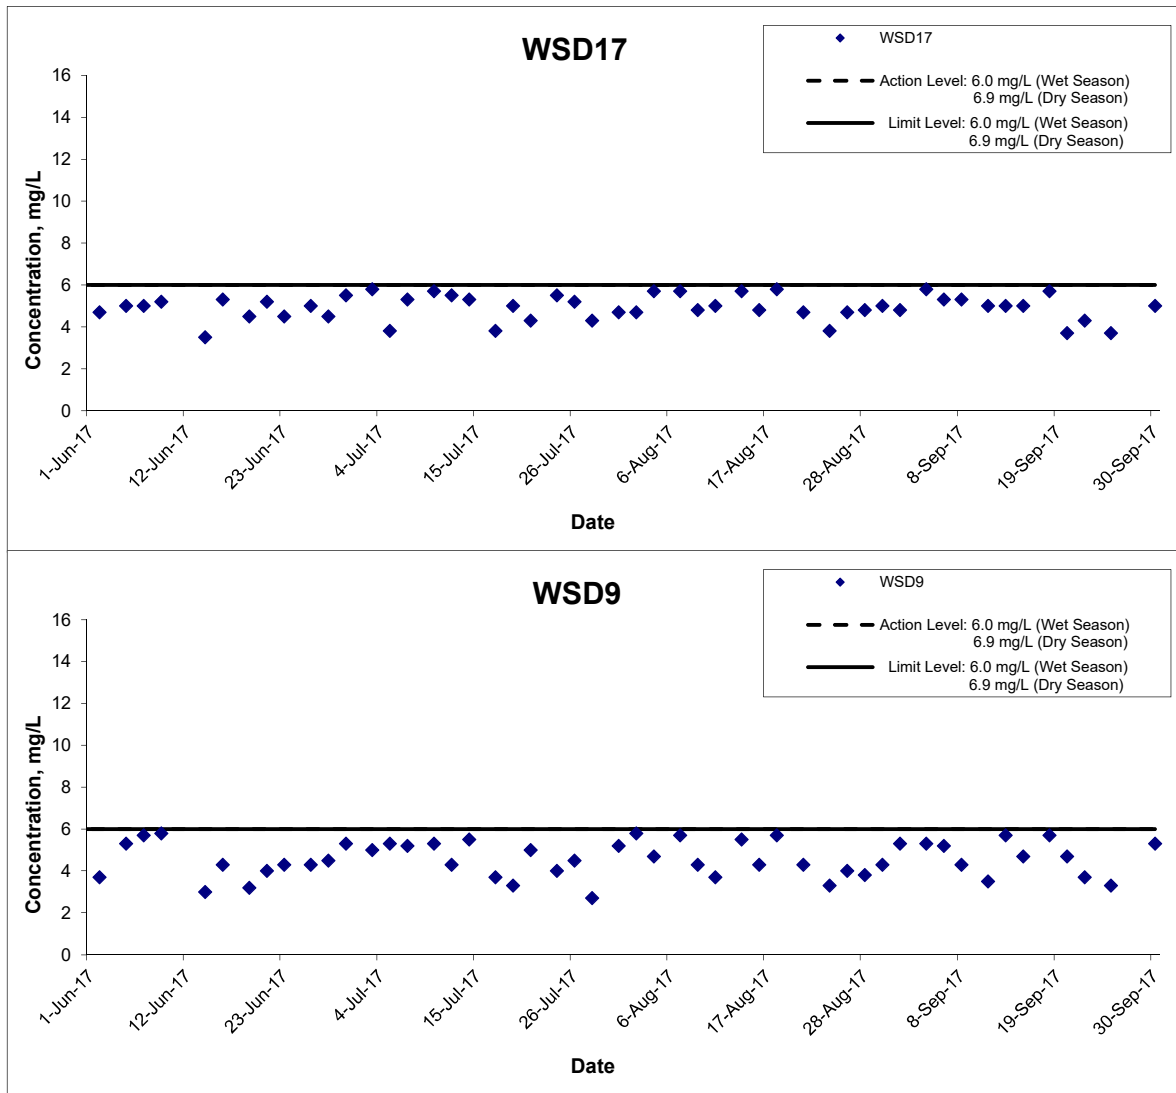 WSD17
WSD17
Action Level: 6.0 mg/L (Wet Season)
6.9 mg/L (Dry Season)
Limit Level: 6.0 mg/L (Wet Season)
6.9 mg/L (Dry Season)
Concentration, mg/L
16
14
12
10
8
6
4
2
0
1-Jun-17
12-Jun-17
23-Jun-17
4-Jul-17
15-Jul-17
26-Jul-17
6-Aug-17
17-Aug-17
28-Aug-17
8-Sep-17
19-Sep-17
30-Sep-17
Date
WSD9
WSD9
Action Level: 6.0 mg/L (Wet Season)
6.9 mg/L (Dry Season)
Limit Level: 6.0 mg/L (Wet Season)
6.9 mg/L (Dry Season)
Concentration, mg/L
16
14
12
10
8
6
4
2
0
1-Jun-17
12-Jun-17
23-Jun-17
4-Jul-17
15-Jul-17
26-Jul-17
6-Aug-17
17-Aug-17
28-Aug-17
8-Sep-17
19-Sep-17
30-Sep-17
Date